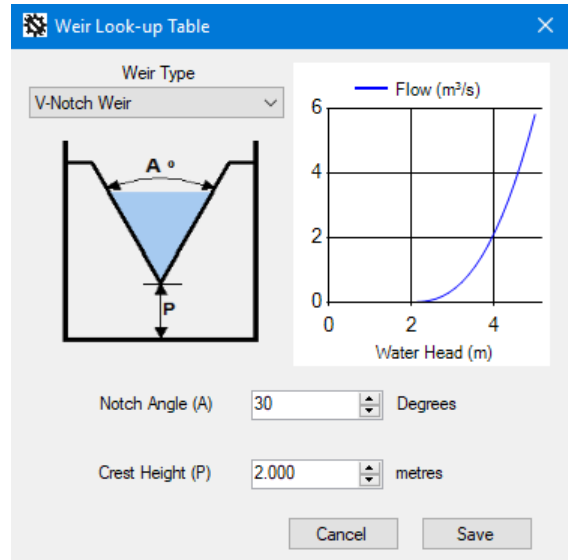 Weir Look-up Table
Weir Type
V-Notch Weir
A °
P
Flow (m³/s)
6
4
2
0
0 2 4
Water Head (m)
Notch Angle (A) 30 Degrees
Crest Height (P) 2.000 metres
Cancel Save